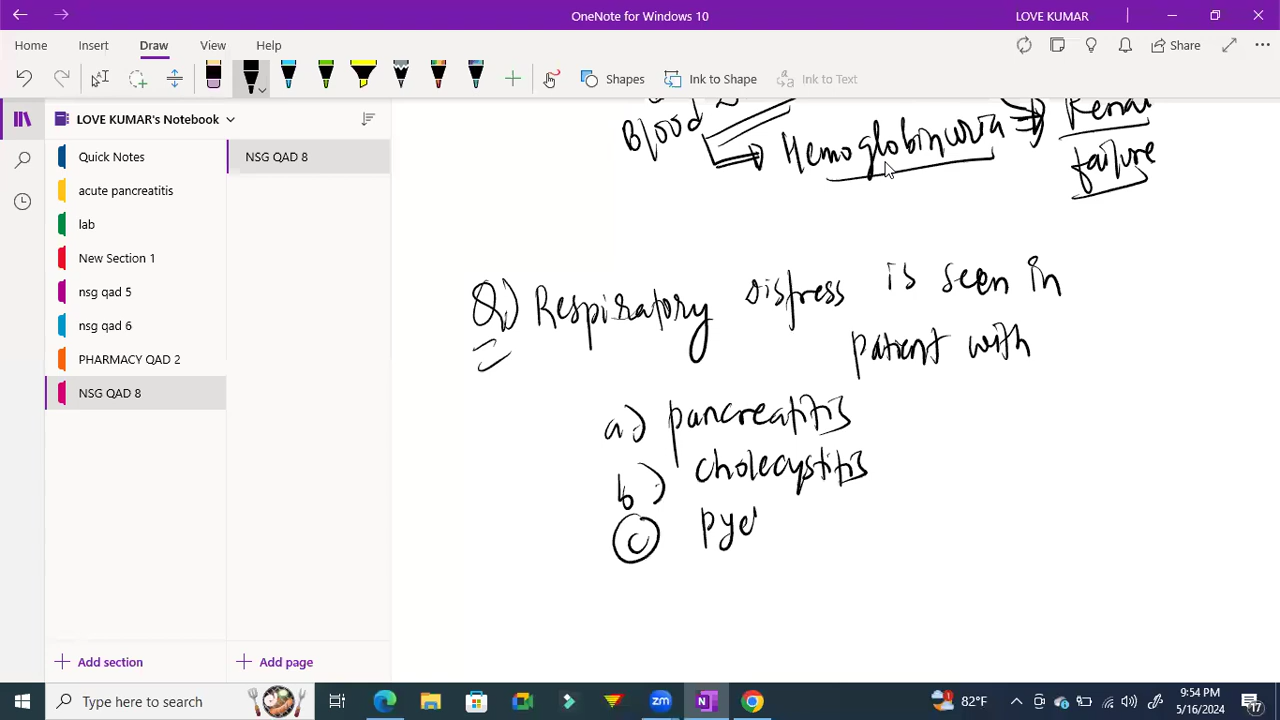 OneNote for Windows 10
LOVE KUMAR
Home Insert Draw View Help
Share
Shapes
Ink to Shape
Ink to Text
LOVE KUMAR's Notebook
Quick Notes
acute pancreatitis
lab
New Section 1
nsg qad 5
nsg qad 6
PHARMACY QAD 2
NSG QAD 8
Add section
NSG QAD 8
Add page
Blood
Hemoglobinuria
Renal
failure
Q) Respiratory distress is seen in
patient with
a) pancreatitis
b) cholecystitis
c pye
Type here to search
zm
N
82°F
9:54 PM
5/16/2024
17